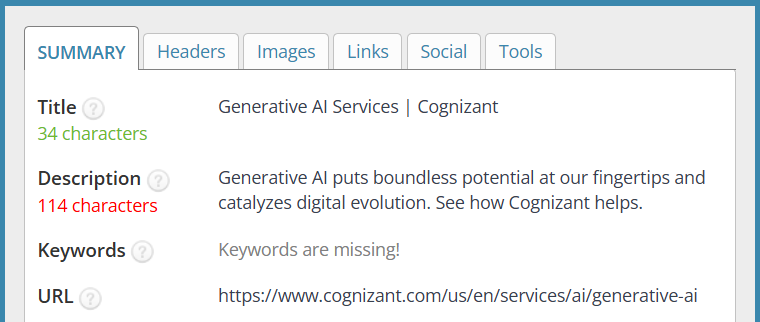 SUMMARY Headers Images Links Social Tools
Title ? Generative AI Services | Cognizant
34 characters
Description ? Generative AI puts boundless potential at our fingertips and
114 characters catalyzes digital evolution. See how Cognizant helps.
Keywords ? Keywords are missing!
URL ? https://www.cognizant.com/us/en/services/ai/generative-ai